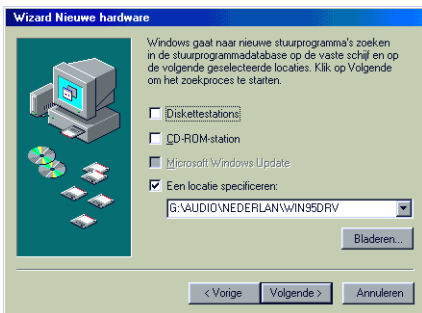 Wizard Nieuwe hardware
Windows gaat naar nieuwe stuurprogramma's zoeken
in de stuurprogrammadatabase op de vaste schijf en op
de volgende geselecteerde locaties. Klik op Volgende
om het zoekproces te starten.
Diskettestations
CD-ROM-station
Microsoft Windows Update
Een locatie specificeren:
G:\AUDIO\NEDERLAN\WIN95DRV
Bladeren...
< Vorige
Volgende >
Annuleren